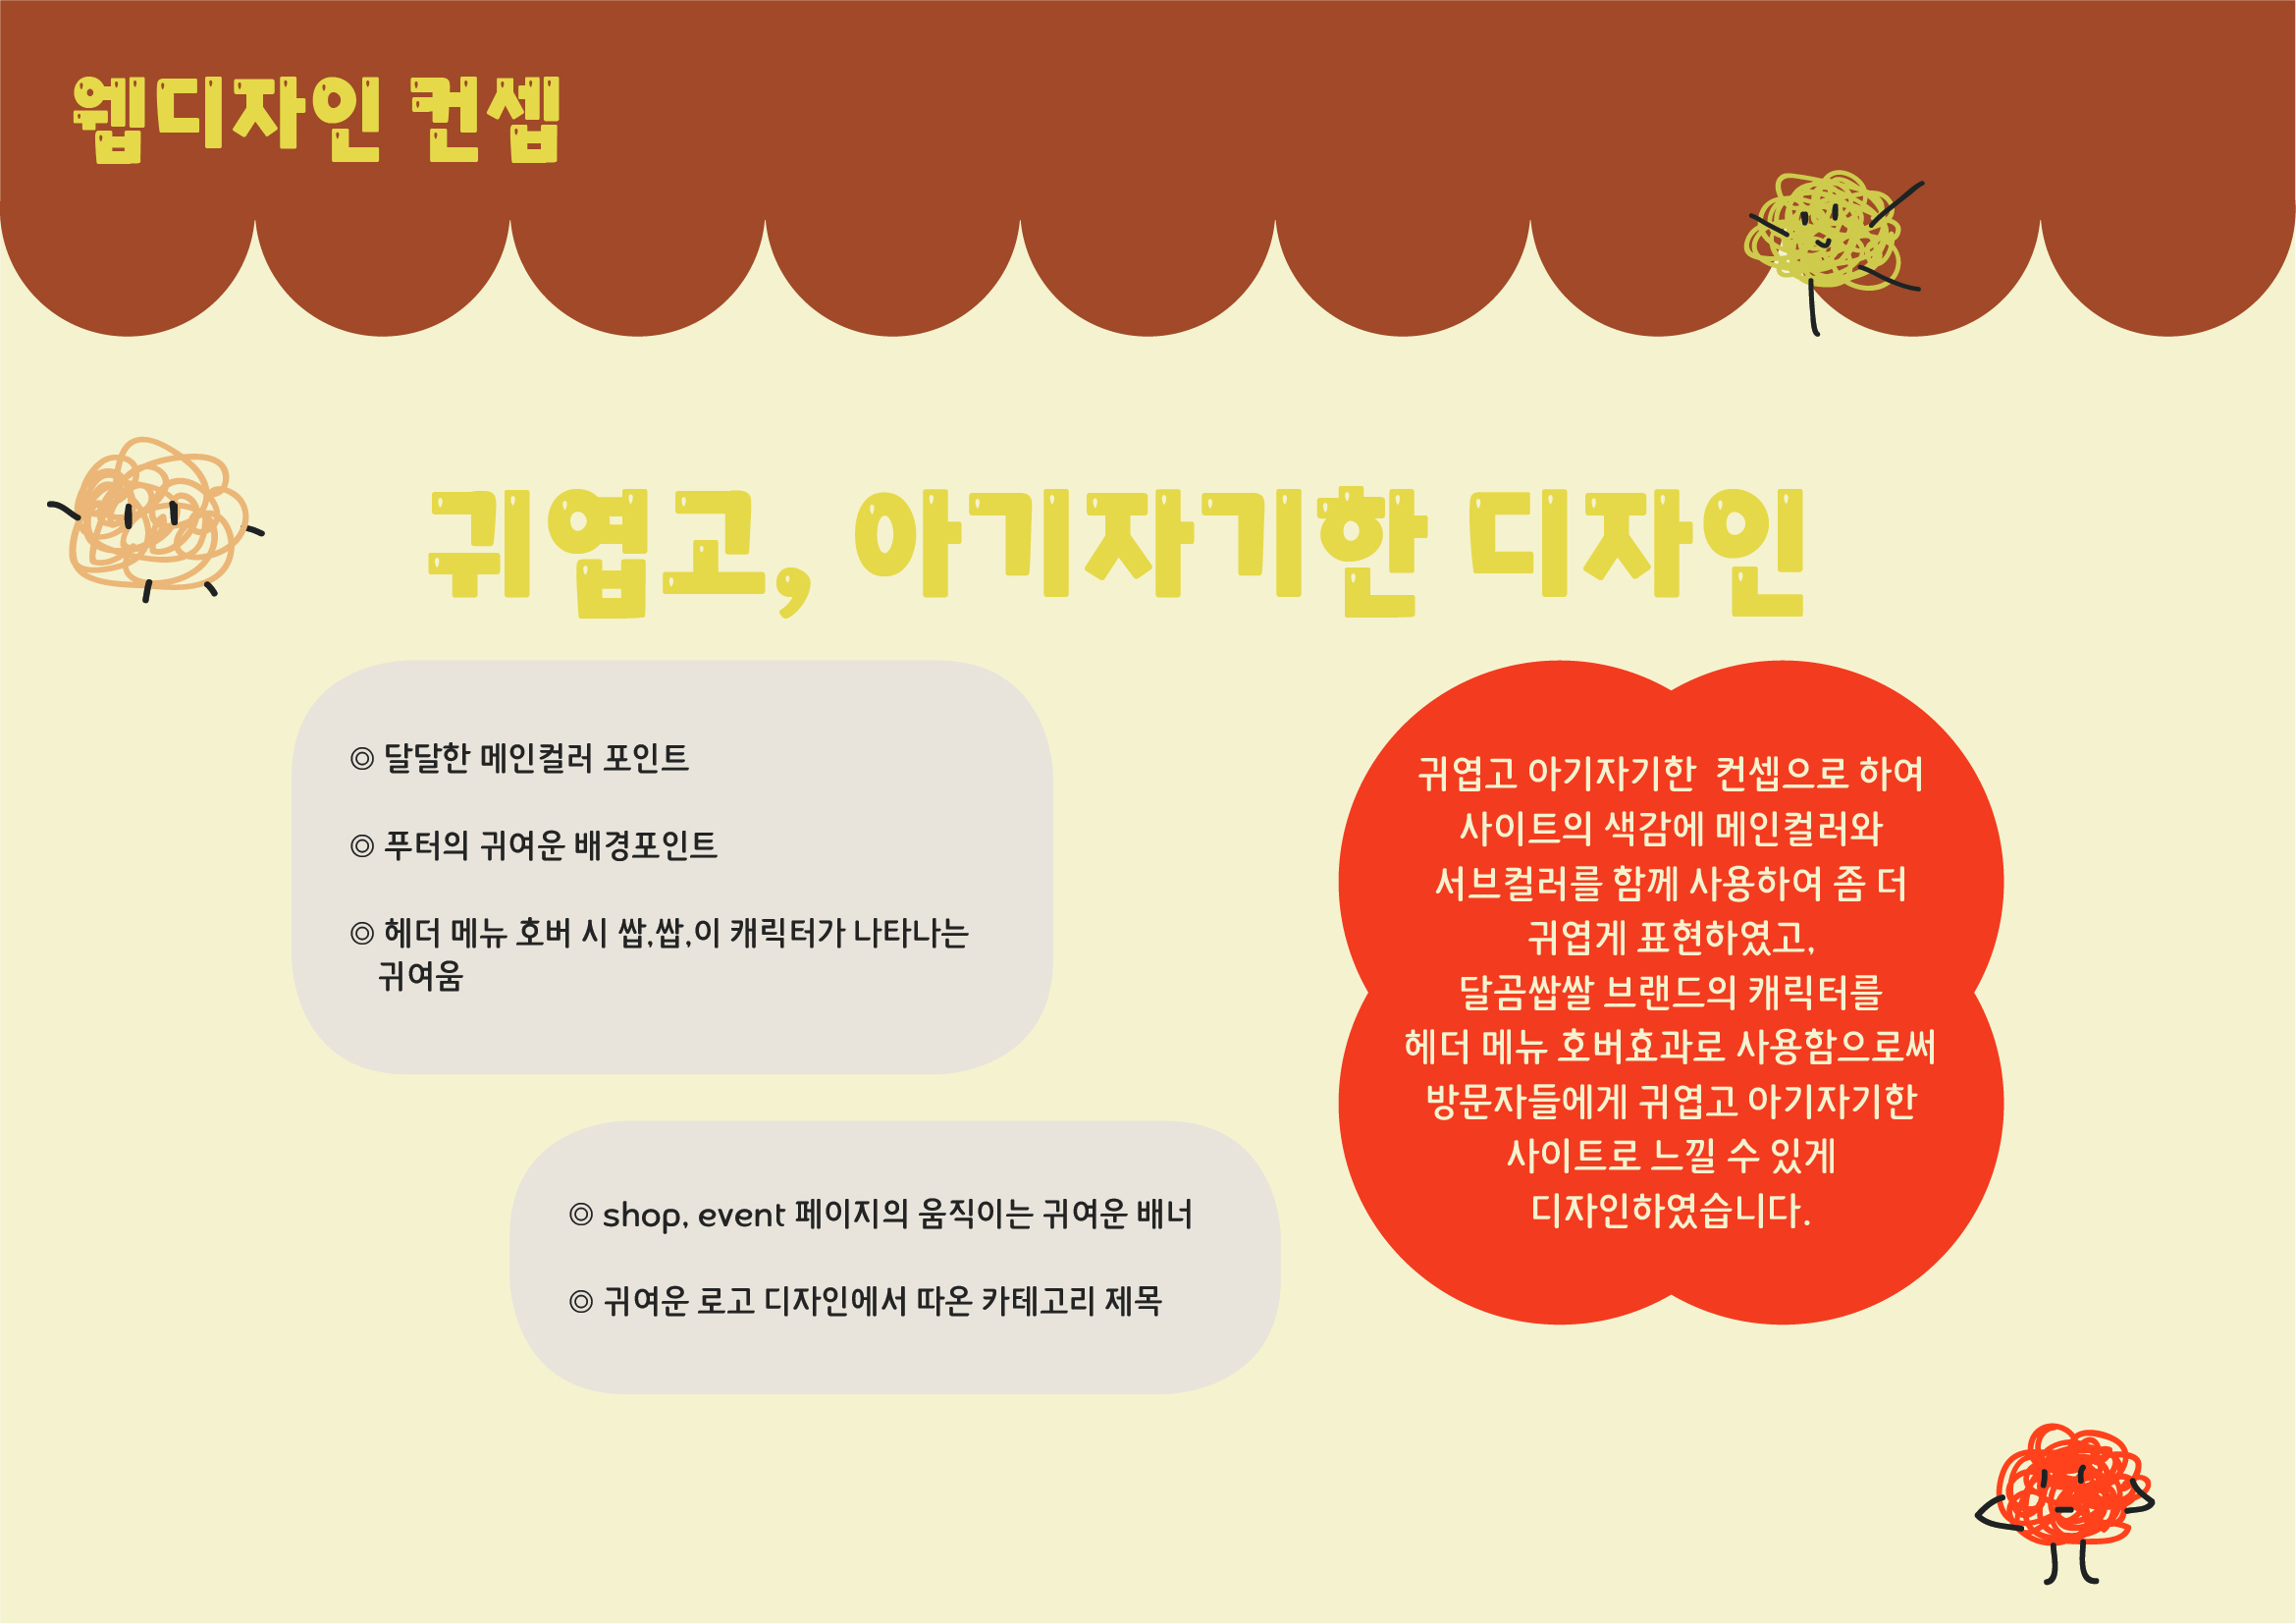 웹디자인 컨셉
귀엽고, 아기자기한 디자인
◎ 달달한 메인컬러 포인트
◎ 푸터의 귀여운 배경포인트
◎ 헤더 메뉴 호버 시 쌉,쌉,이 캐릭터가 나타나는
귀여움
◎ shop, event 페이지의 움직이는 귀여운 배너
◎ 귀여운 로고 디자인에서 따온 카테고리 제목
귀엽고 아기자기한 컨셉으로 하여
사이트의 색감에 메인컬러와
서브컬러를 함께 사용하여 좀 더
귀엽게 표현하였고,
달곰쌉쌀 브랜드의 캐릭터를
헤더 메뉴 호버효과로 사용함으로써
방문자들에게 귀엽고 아기자기한
사이트로 느낄 수 있게
디자인하였습니다.